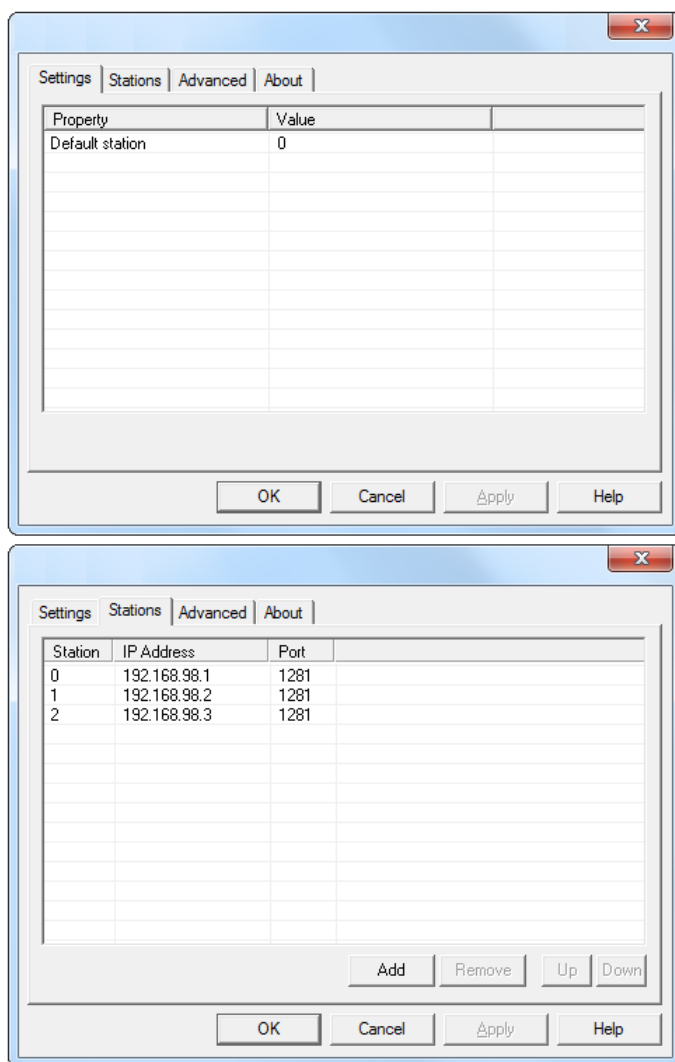 Settings Stations Advanced About
Property Value
Default station 0
OK Cancel Apply Help
Settings Stations Advanced About
Station IP Address Port
0 192.168.98.1 1281
1 192.168.98.2 1281
2 192.168.98.3 1281
Add Remove Up Down
OK Cancel Apply Help